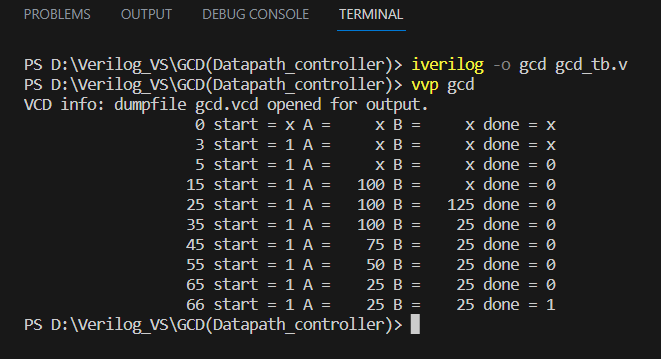 PROBLEMS OUTPUT DEBUG CONSOLE TERMINAL
PS D:\Verilog_VS\GCD(Datapath_controller)> iverilog -o gcd gcd_tb.v
PS D:\Verilog_VS\GCD(Datapath_controller)> vvp gcd
VCD info: dumpfile gcd.vcd opened for output.
0 start = x A = x B = x done = x
3 start = 1 A = x B = x done = x
5 start = 1 A = x B = x done = 0
15 start = 1 A = 100 B = x done = 0
25 start = 1 A = 100 B = 125 done = 0
35 start = 1 A = 100 B = 25 done = 0
45 start = 1 A = 75 B = 25 done = 0
55 start = 1 A = 50 B = 25 done = 0
65 start = 1 A = 25 B = 25 done = 0
66 start = 1 A = 25 B = 25 done = 1
PS D:\Verilog_VS\GCD(Datapath_controller)>